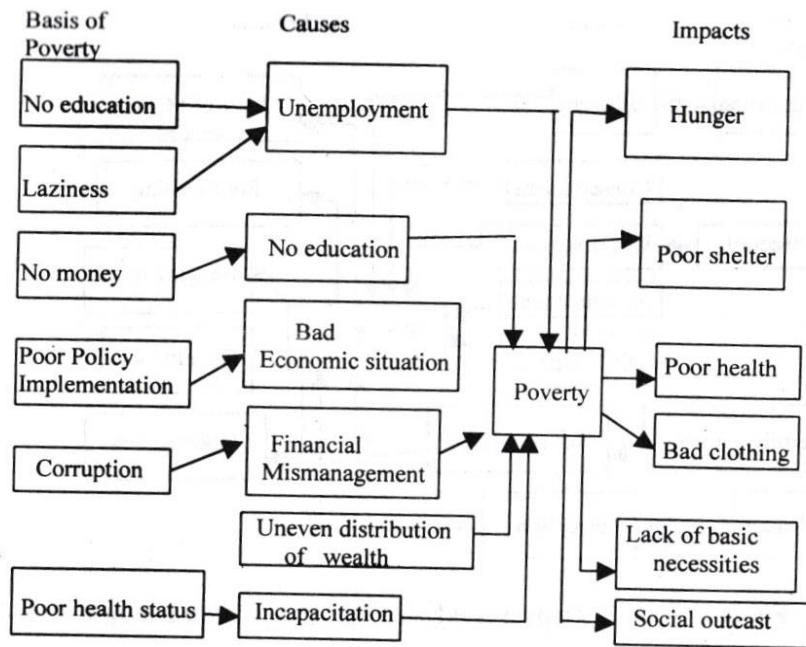 Basis of
Poverty
Causes
Impacts
No education
Unemployment
Hunger
Laziness
No education
Poor shelter
No money
Bad
Economic situation
Poor Policy
Implementation
Poverty
Poor health
Financial
Mismanagement
Bad clothing
Corruption
Uneven distribution
of wealth
Lack of basic
necessities
Poor health status
Incapacitation
Social outcast